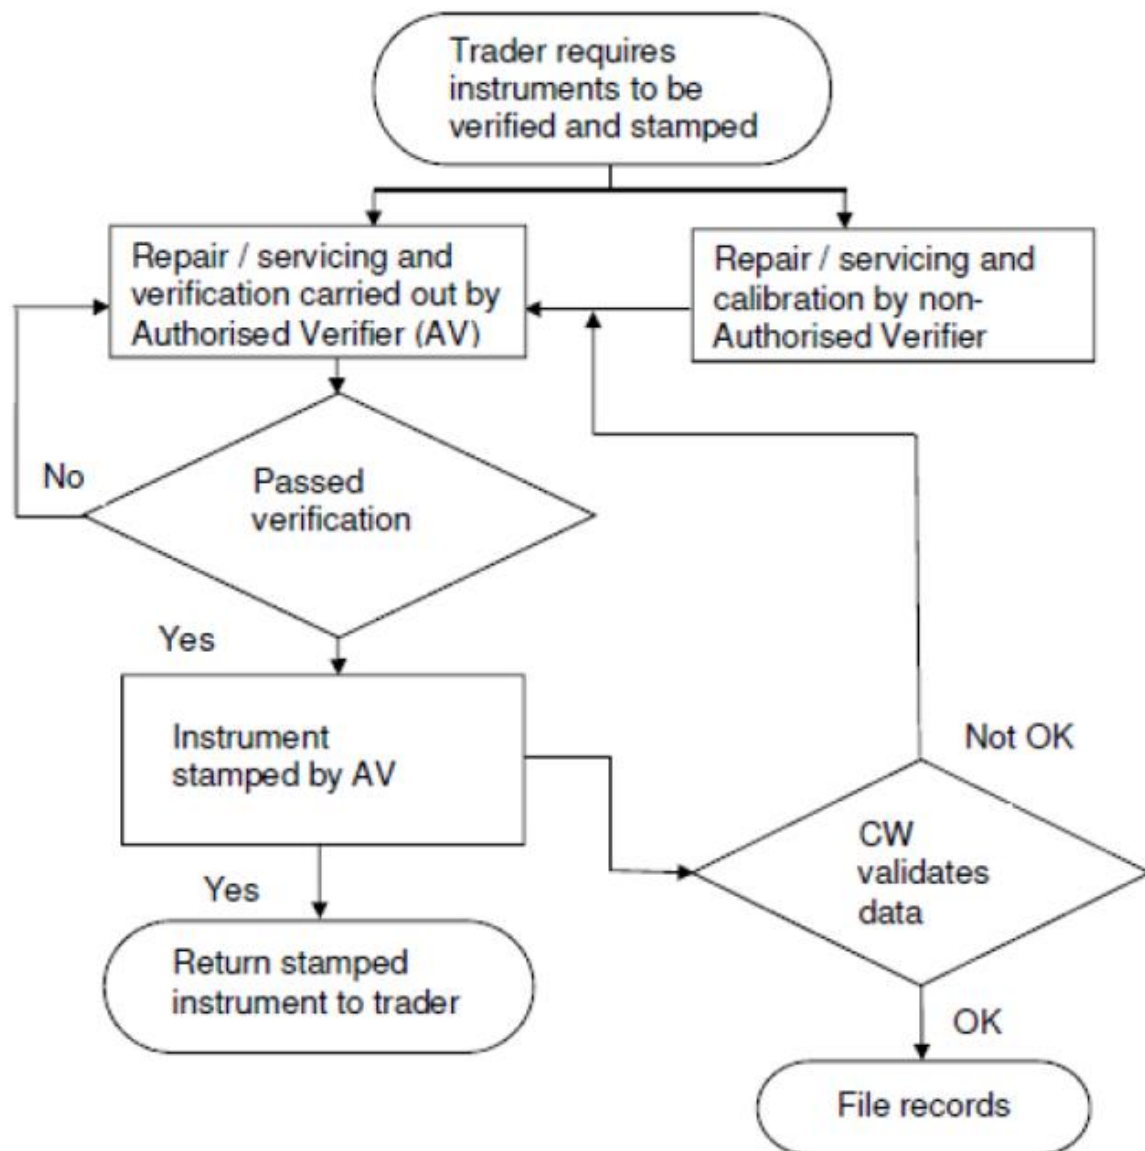 Trader requires
instruments to be
verified and stamped
Repair / servicing and
verification carried out by
Authorised Verifier (AV)
Repair / servicing and
calibration by non-
Authorised Verifier
No
Passed
verification
Yes
Instrument
stamped by AV
Not OK
CW
validates
data
Yes
Return stamped
instrument to trader
OK
File records